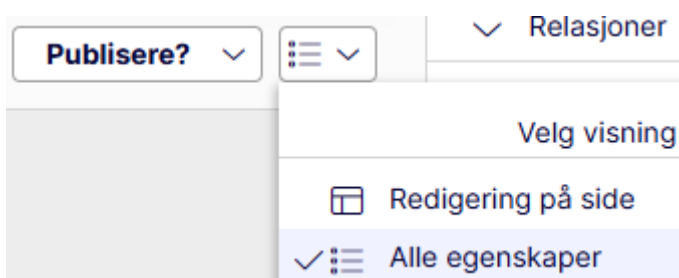 Publisere?
Relasjoner
Velg visning
Redigering på side
Alle egenskaper